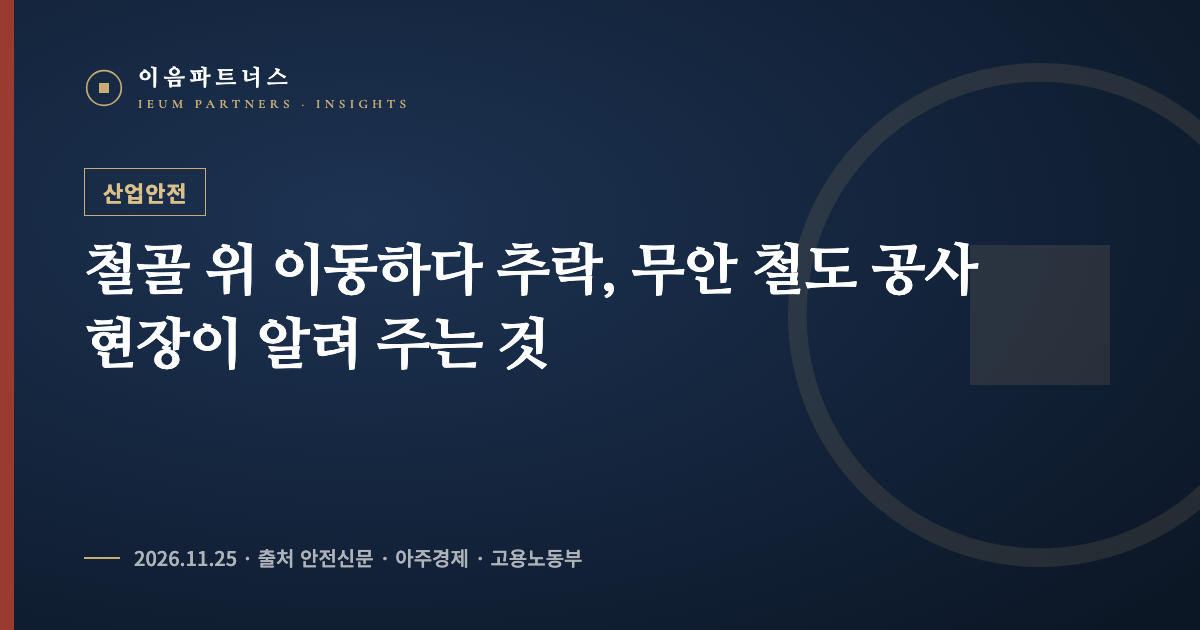 이음파트너스
IEUM PARTNERS · INSIGHTS
산업안전
철골 위 이동하다 추락, 무안 철도 공사
현장이 알려 주는 것
2026.11.25 · 출처 안전신문 · 아주경제 · 고용노동부